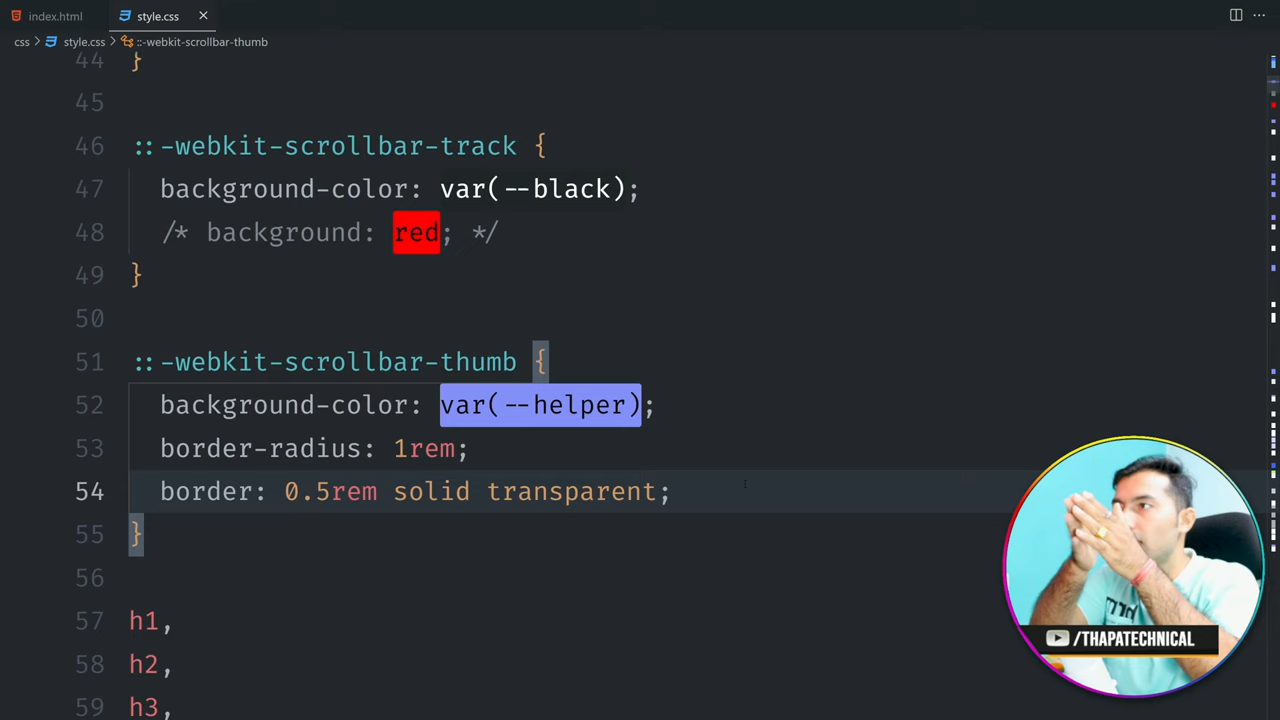 index.html
style.css
css > style.css > ::-webkit-scrollbar-thumb
44 }
45
46 ::-webkit-scrollbar-track {
47 background-color: var(--black);
48 /* background: red; */
49 }
50
51 ::-webkit-scrollbar-thumb {
52 background-color: var(--helper);
53 border-radius: 1rem;
54 border: 0.5rem solid transparent;
55 }
56
57 h1,
58 h2,
59 h3,
/THAPATECHNICAL